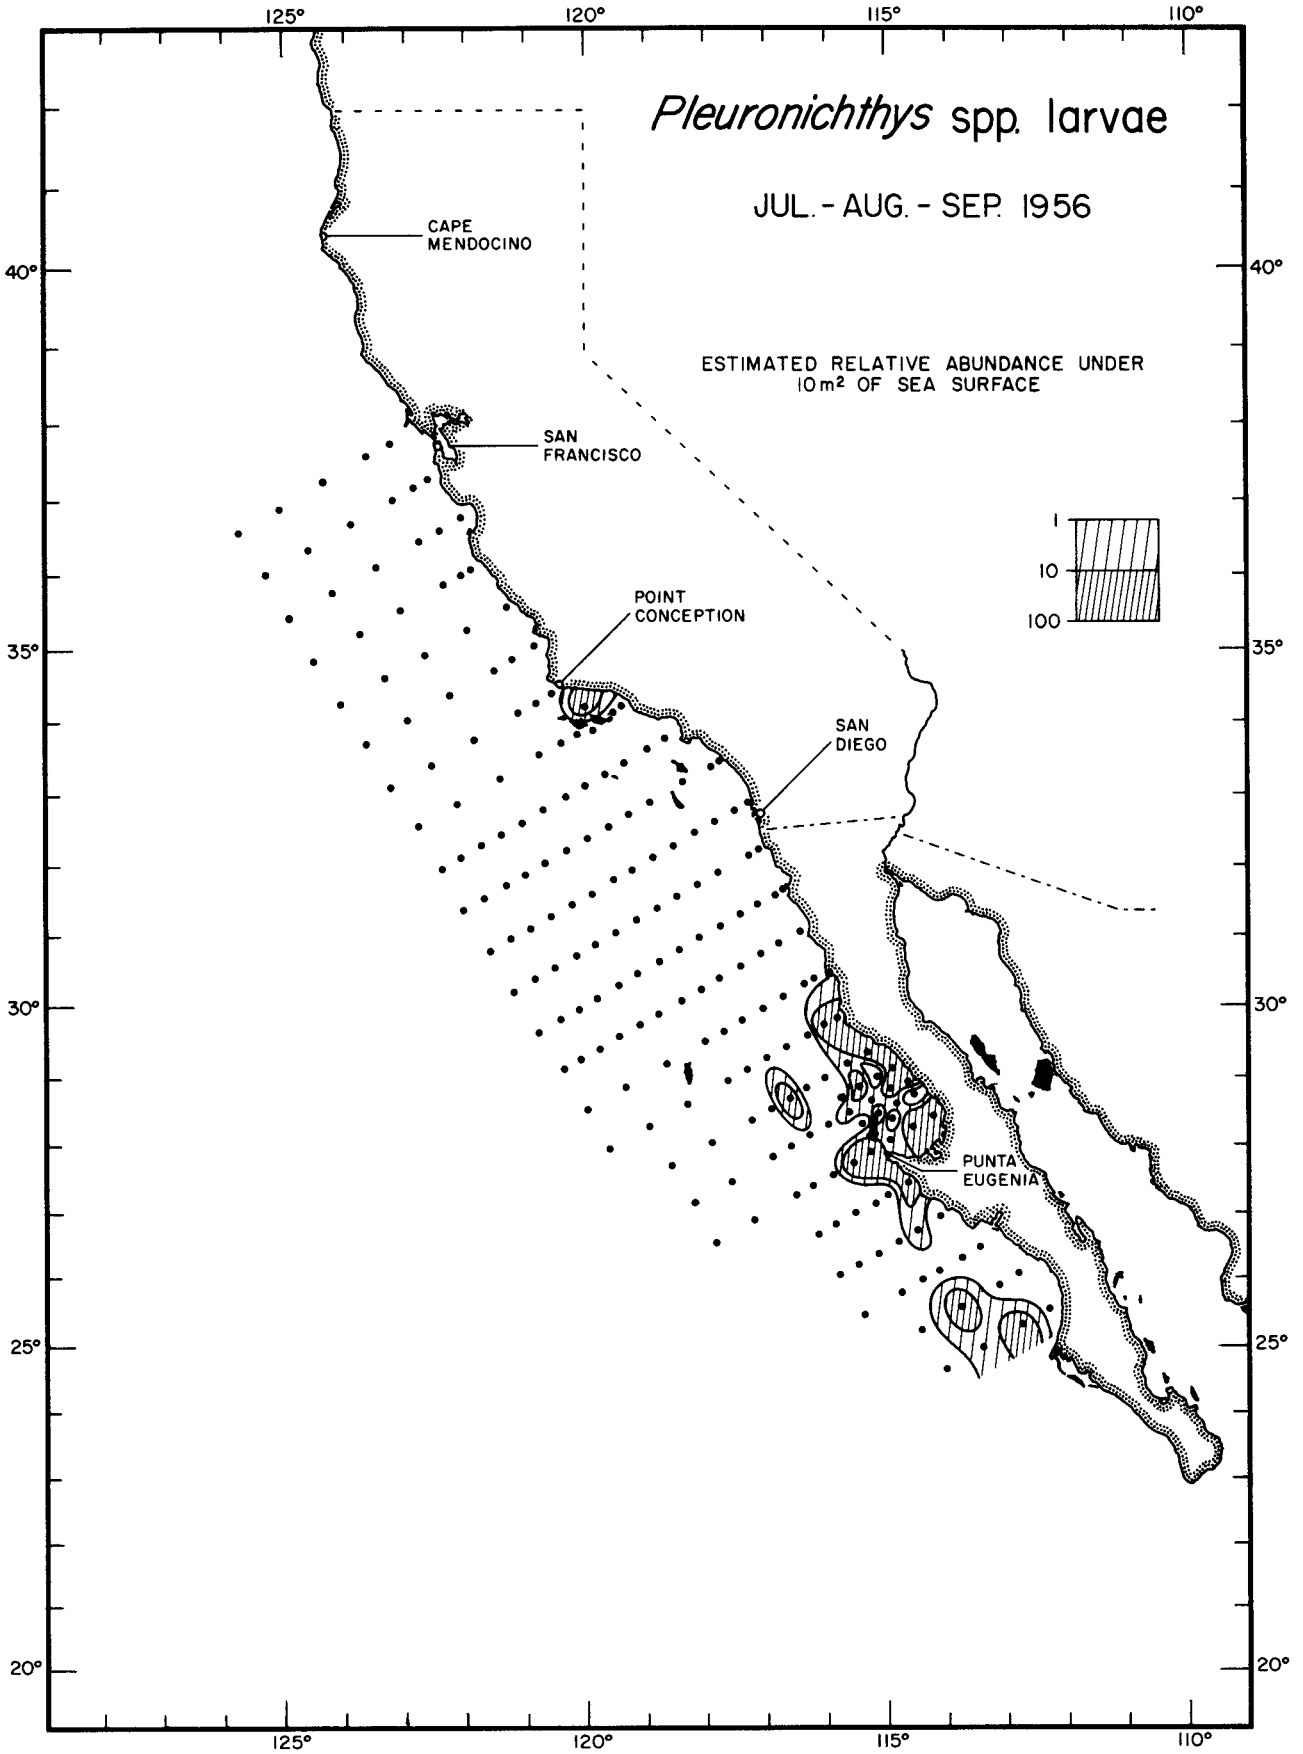 125° 120° 115° 110°
Pleuronichthys spp. larvae
JUL. - AUG. - SEP. 1956
CAPE
MENDOCINO
40° 40°
ESTIMATED RELATIVE ABUNDANCE UNDER
10 m² OF SEA SURFACE
SAN
FRANCISCO
1
10
100
POINT
CONCEPTION
35° 35°
SAN
DIEGO
30° 30°
PUNTA
EUGENIA
25° 25°
20° 20°
125° 120° 115° 110°